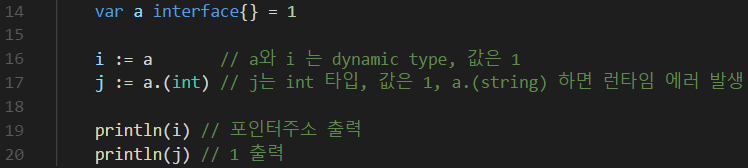 14 var a interface{} = 1
15
16 i := a // a와 i 는 dynamic type, 값은 1
17 j := a.(int) // j는 int 타입, 값은 1, a.(string) 하면 런타임 에러 발생
18
19 println(i) // 포인터주소 출력
20 println(j) // 1 출력